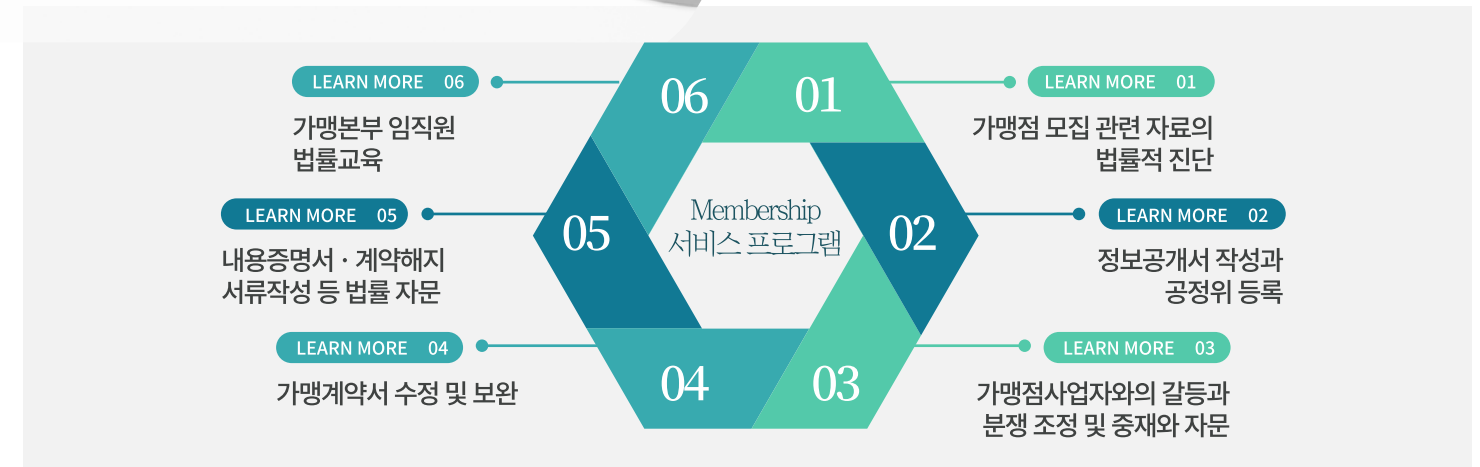 LEARN MORE 06
가맹본부 임직원
법률교육
LEARN MORE 05
내용증명서 · 계약해지
서류작성 등 법률 자문
LEARN MORE 04
가맹계약서 수정 및 보완
06
01
05
02
04
03
Membership
서비스 프로그램
LEARN MORE 01
가맹점 모집 관련 자료의
법률적 진단
LEARN MORE 02
정보공개서 작성과
공정위 등록
LEARN MORE 03
가맹점사업자와의 갈등과
분쟁 조정 및 중재와 자문